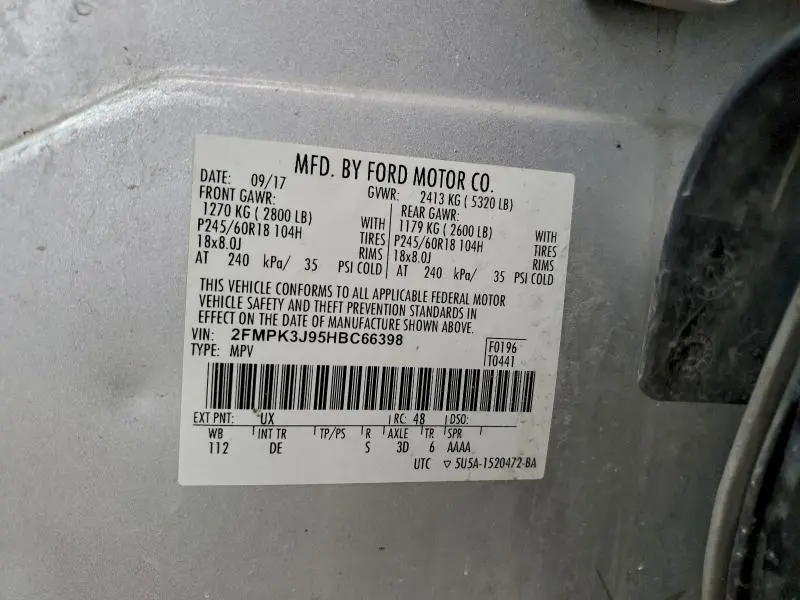 MFD. BY FORD MOTOR CO.
DATE: 09/17 GVWR: 2413 KG ( 5320 LB)
FRONT GAWR: REAR GAWR:
1270 KG ( 2800 LB) WITH 1179 KG ( 2600 LB) WITH
P245/60R18 104H TIRES P245/60R18 104H TIRES
18x8.0J RIMS 18x8.0J RIMS
AT 240 kPa/ 35 PSI COLD AT 240 kPa/ 35 PSI COLD
THIS VEHICLE CONFORMS TO ALL APPLICABLE FEDERAL MOTOR
VEHICLE SAFETY AND THEFT PREVENTION STANDARDS IN
EFFECT ON THE DATE OF MANUFACTURE SHOWN ABOVE.
VIN: 2FMPK3J95HBC66398 F0196
TYPE: MPV T0441
EXT PNT: UX RC: 48 DSO:
WB INT TR TP/PS R AXLE TR SPR
112 DE S 3D 6 AAAA
UTC ▽ 5U5A-1520472-BA